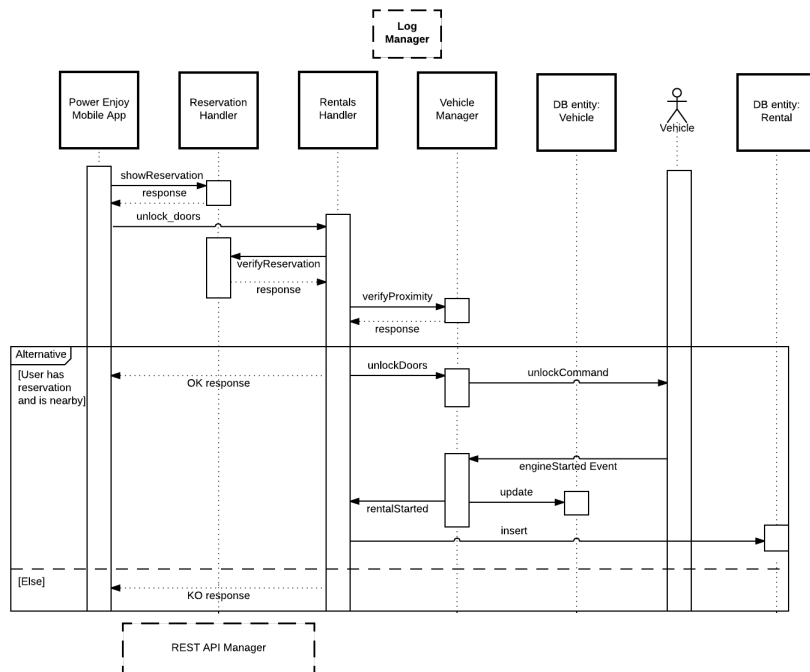 Log
Manager
Power Enjoy
Mobile App
Reservation
Handler
Rentals
Handler
Vehicle
Manager
DB entity:
Vehicle
Vehicle
DB entity:
Rental
showReservation
response
unlock_doors
verifyReservation
response
verifyProximity
response
Alternative
[User has
reservation
and is nearby]
OK response
unlockDoors
unlockCommand
engineStarted Event
update
rentalStarted
insert
[Else]
KO response
REST API Manager